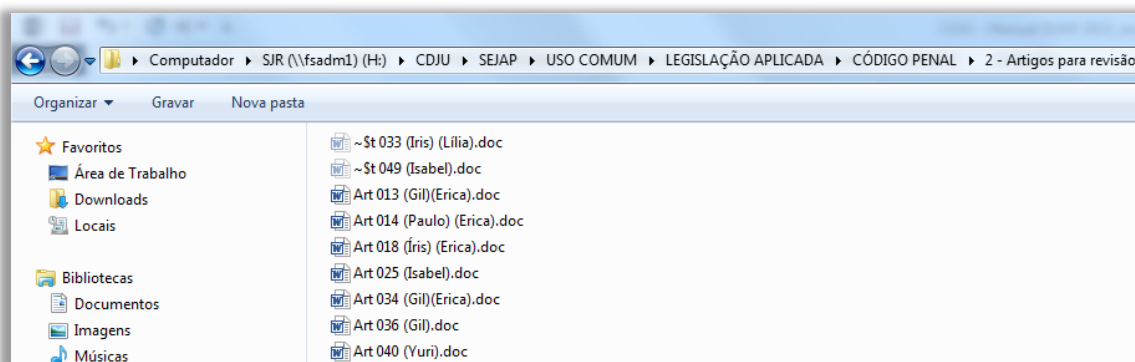 Computador ▸ SJR (\\fsadm1) (H:) ▸ CDJU ▸ SEJAP ▸ USO COMUM ▸ LEGISLAÇÃO APLICADA ▸ CÓDIGO PENAL ▸ 2 - Artigos para revisão
Organizar Gravar Nova pasta
Favoritos
Área de Trabalho
Downloads
Locais
Bibliotecas
Documentos
Imagens
Músicas
~$t 033 (Iris) (Lília).doc
~$t 049 (Isabel).doc
Art 013 (Gil)(Erica).doc
Art 014 (Paulo) (Erica).doc
Art 018 (Íris) (Erica).doc
Art 025 (Isabel).doc
Art 034 (Gil)(Erica).doc
Art 036 (Gil).doc
Art 040 (Yuri).doc